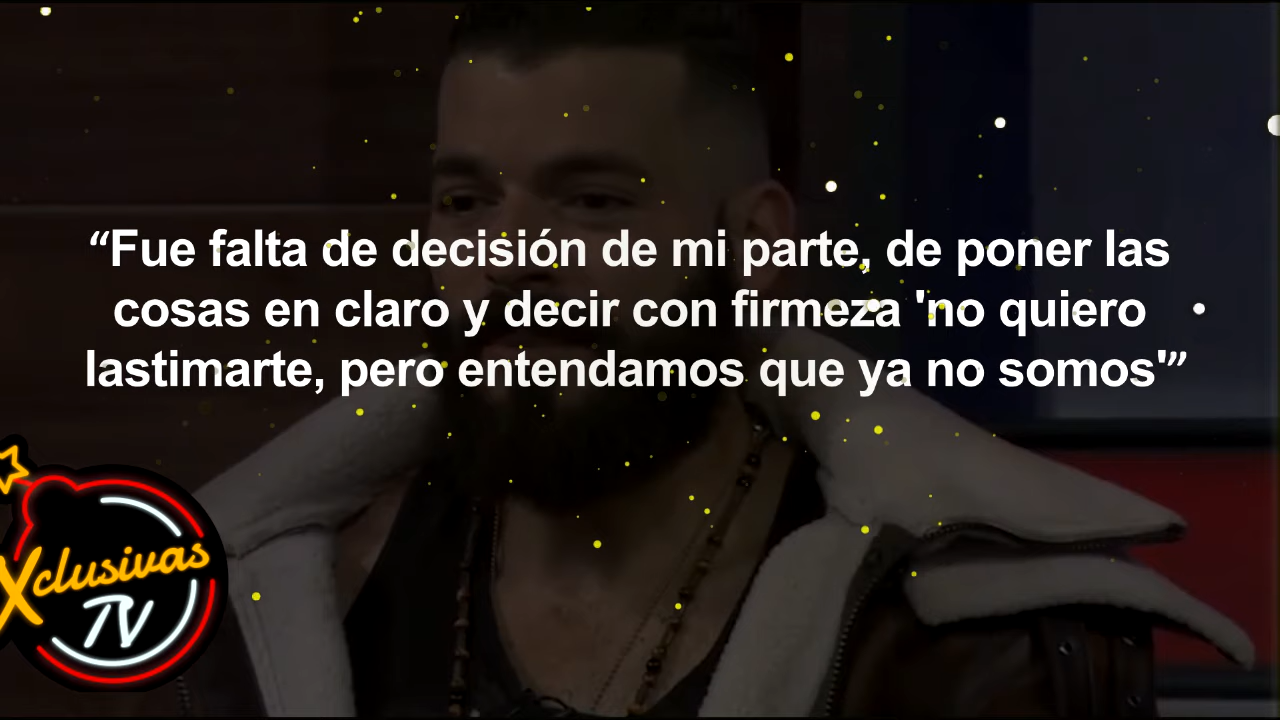 “Fue falta de decisión de mi parte, de poner las
cosas en claro y decir con firmeza 'no quiero
lastimarte, pero entendamos que ya no somos'”
Xclusivas
TV